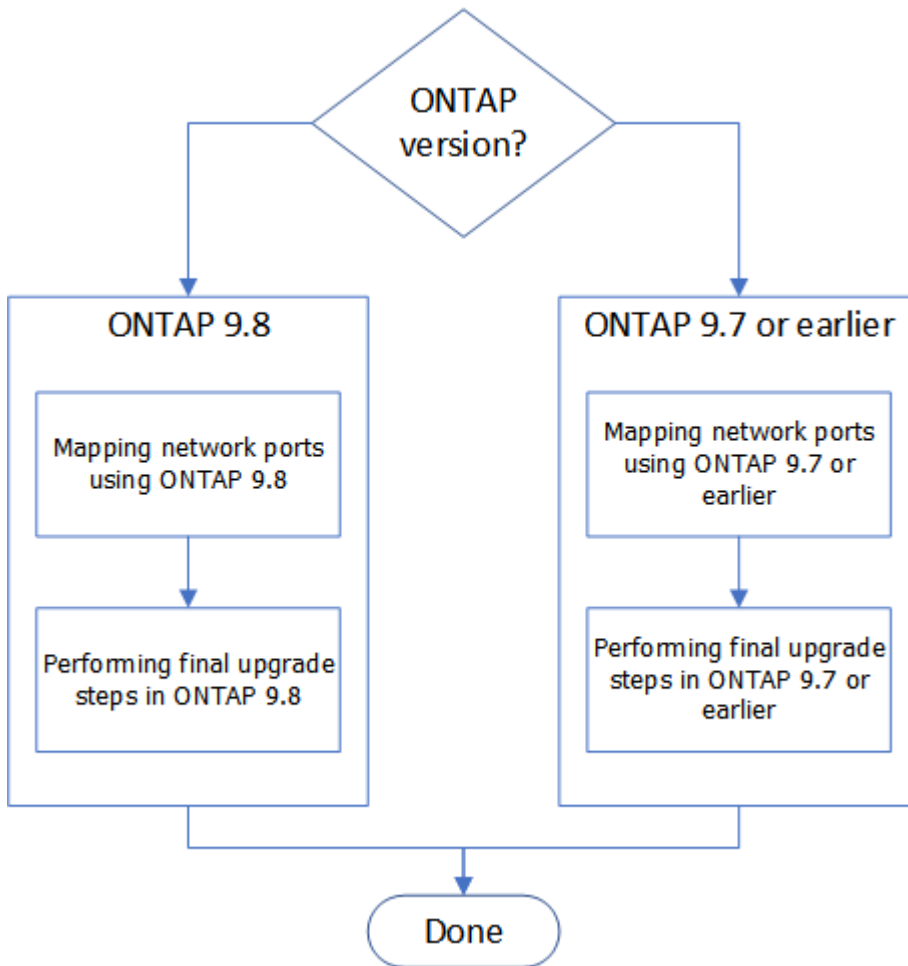 ONTAP
version?
ONTAP 9.8
Mapping network ports
using ONTAP 9.8
Performing final upgrade
steps in ONTAP 9.8
ONTAP 9.7 or earlier
Mapping network ports
using ONTAP 9.7 or
earlier
Performing final upgrade
steps in ONTAP 9.7 or
earlier
Done